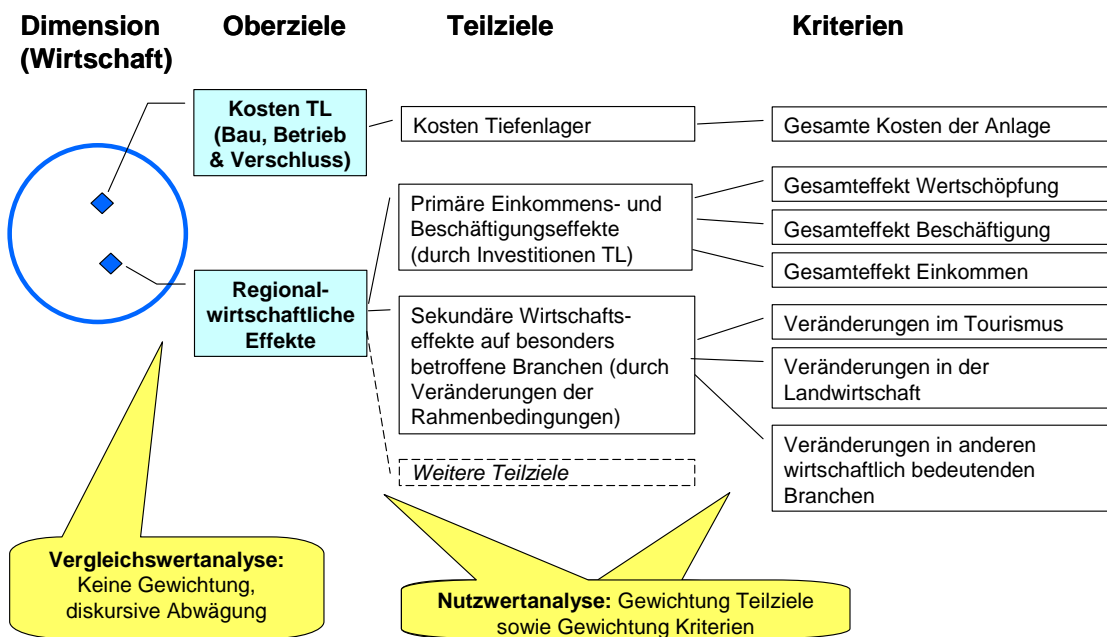 Dimension
(Wirtschaft)
Oberziele
Teilziele
Kriterien
Kosten TL
(Bau, Betrieb
& Verschluss)
Kosten Tiefenlager
Gesamte Kosten der Anlage
Primäre Einkommens- und
Beschäftigungseffekte
(durch Investitionen TL)
Gesamteffekt Wertschöpfung
Gesamteffekt Beschäftigung
Gesamteffekt Einkommen
Regional-
wirtschaftliche
Effekte
Sekundäre Wirtschafts-
effekte auf besonders
betroffene Branchen (durch
Veränderungen der
Rahmenbedingungen)
Veränderungen im Tourismus
Veränderungen in der
Landwirtschaft
Veränderungen in anderen
wirtschaftlich bedeutenden
Branchen
Weitere Teilziele
Vergleichswertanalyse:
Keine Gewichtung,
diskursive Abwägung
Nutzwertanalyse: Gewichtung Teilziele
sowie Gewichtung Kriterien